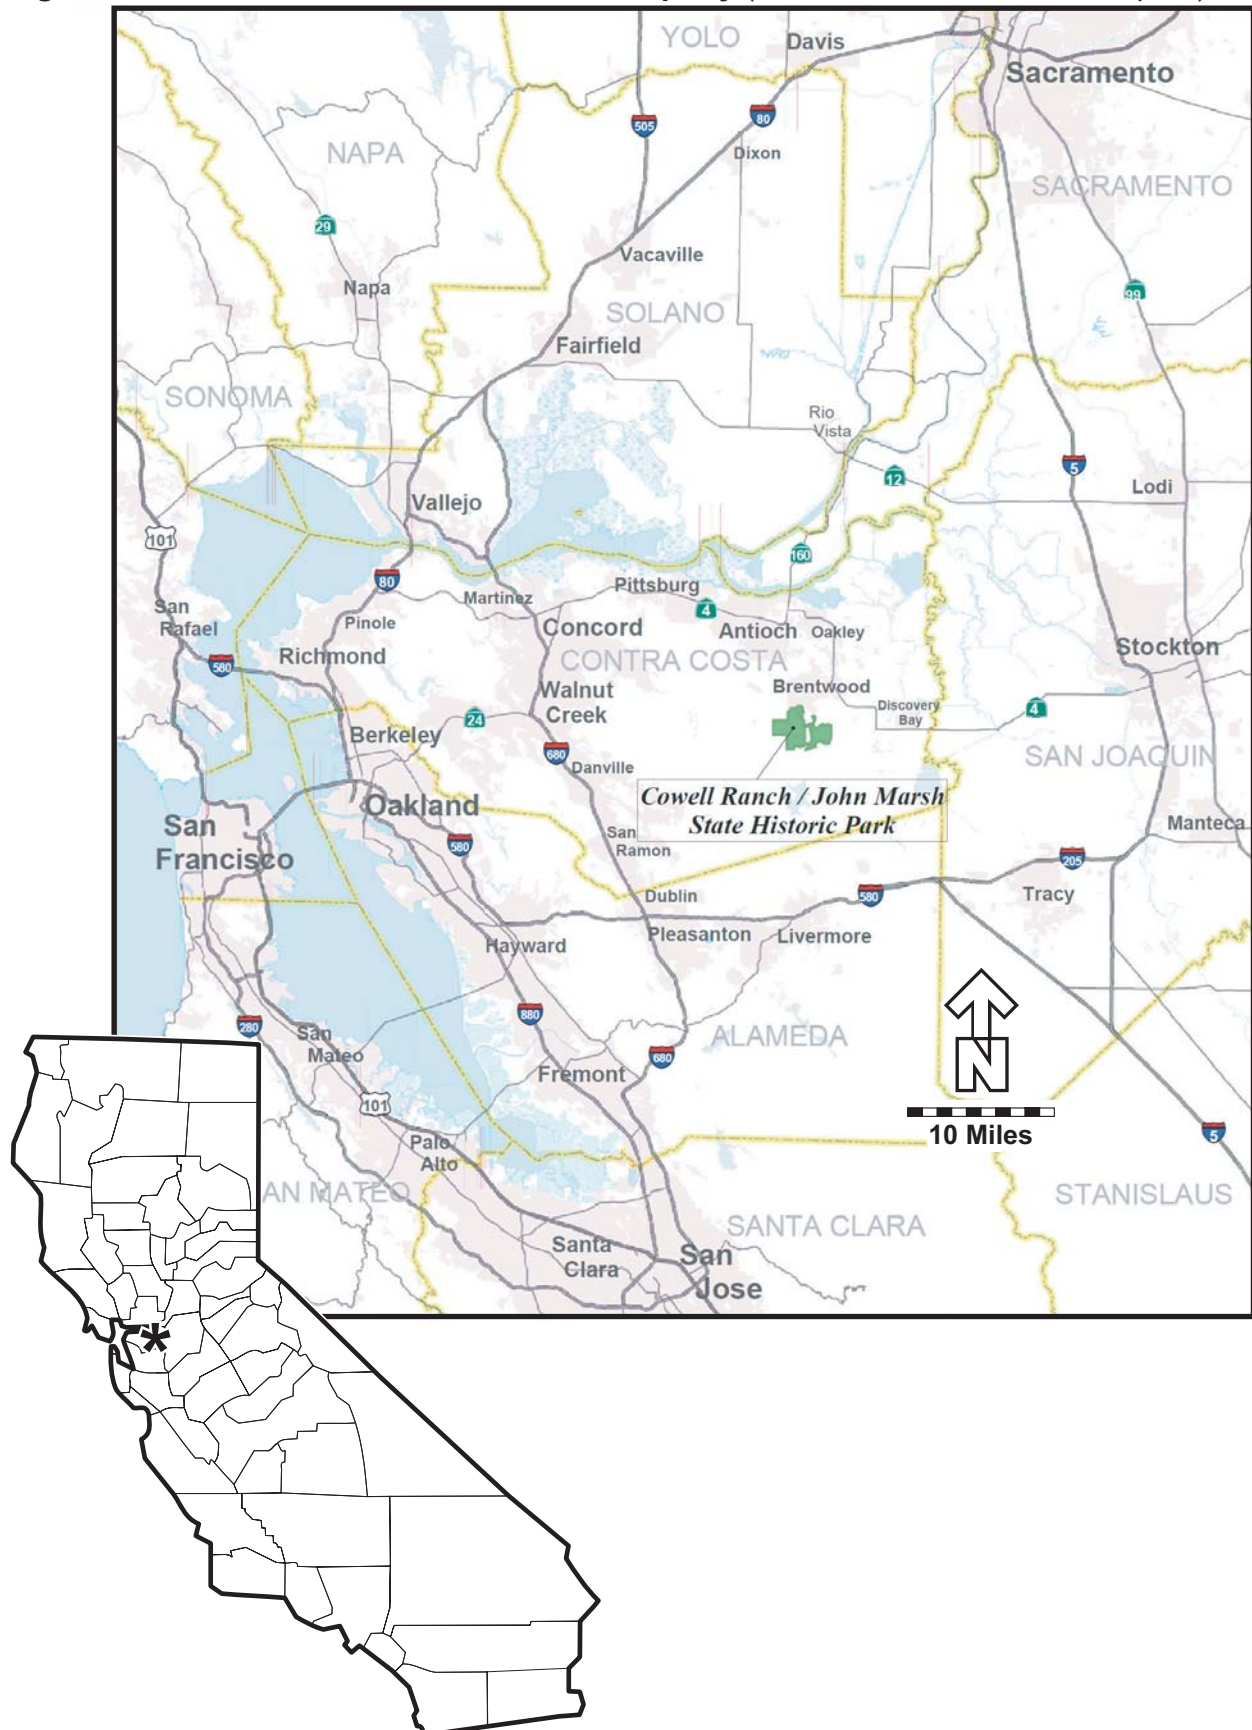 YOLO
Davis
Sacramento
505
80
Dixon
NAPA
SACRAMENTO
29
Vacaville
Napa
99
SOLANO
Fairfield
SONOMA
Rio
Vista
5
12
Lodi
Vallejo
101
160
80
Pittsburg
Martinez
4
San
Rafael
Pinole
Concord
Antioch
Oakley
Stockton
Richmond
CONTRA COSTA
580
Walnut
Creek
Brentwood
Discovery
Bay
4
24
Berkeley
680
SAN JOAQUIN
Danville
Cowell Ranch / John Marsh
State Historic Park
Oakland
San
Francisco
580
San
Ramon
Manteca
205
Dublin
580
Tracy
Pleasanton
Livermore
Hayward
880
280
San
Mateo
ALAMEDA
680
Fremont
N
101
10 Miles
5
Palo
Alto
AN MATEO
STANISLAUS
SANTA CLARA
Santa
Clara
San
Jose
*